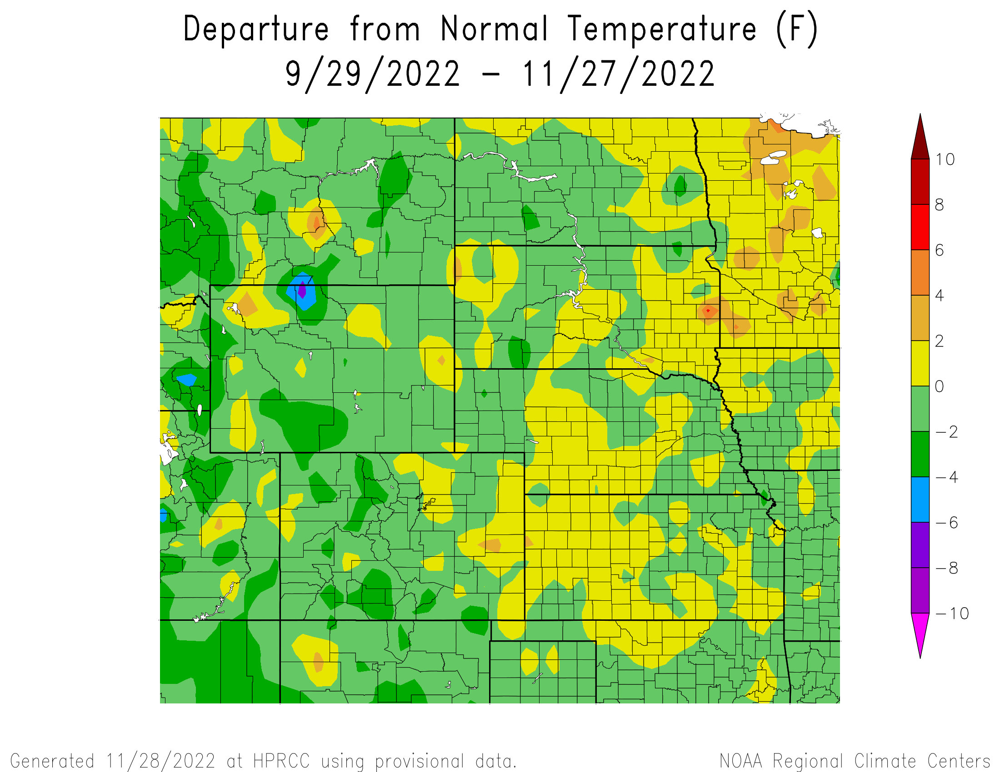 Departure from Normal Temperature (F)
9/29/2022 – 11/27/2022
10
8
6
4
2
0
−2
−4
−6
−8
−10
Generated 11/28/2022 at HPRCC using provisional data.
NOAA Regional Climate Centers